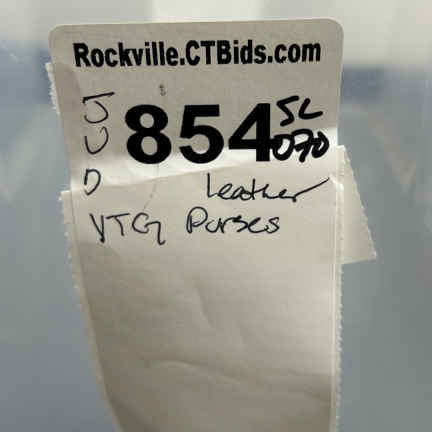 Rockville.CTBids.com
854
SL
070
Leather
VTG Purses